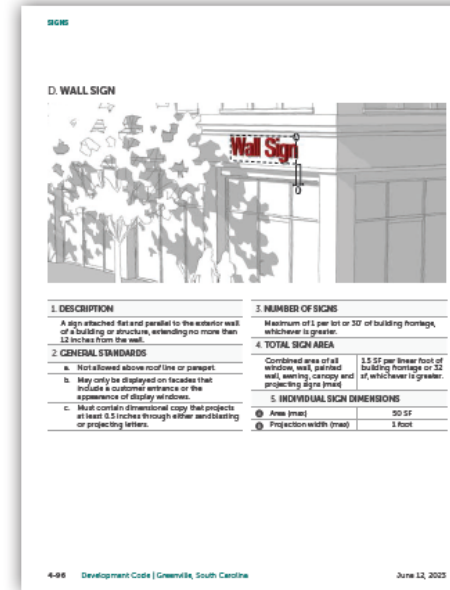 SIGNS
D. WALL SIGN
Wall Sign
1. DESCRIPTION
A sign attached flat and parallel to the exterior wall
of a building or structure, extending no more than
12 inches from the wall.
2. GENERAL STANDARDS
a. Not allowed above roof line or parapet.
b. May only be displayed on facades that
include a customer entrance or the
appearance of display windows.
c. Must contain dimensional copy that projects
at least 0.5 inches through either sandblasting
or projecting letters.
3. NUMBER OF SIGNS
Maximum of 1 per lot or 30' of building frontage,
whichever is greater.
4. TOTAL SIGN AREA
Combined area of all
window, wall, painted
wall, awning, canopy and
projecting signs (max)
1.5 SF per linear foot of
building frontage or 32
sf, whichever is greater.
5. INDIVIDUAL SIGN DIMENSIONS
Area (max) 50 SF
Projection width (max) 1 foot
4-96 Development Code | Greenville, South Carolina June 12, 2023